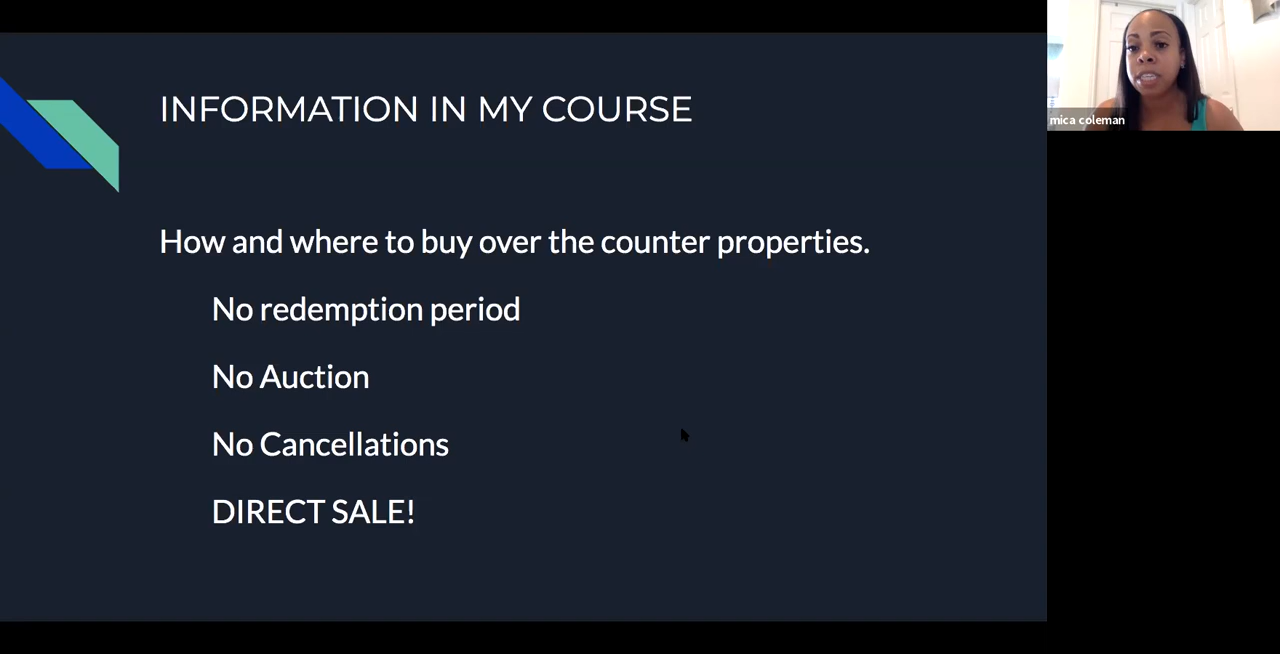 INFORMATION IN MY COURSE
mica coleman
How and where to buy over the counter properties.
No redemption period
No Auction
No Cancellations
DIRECT SALE!